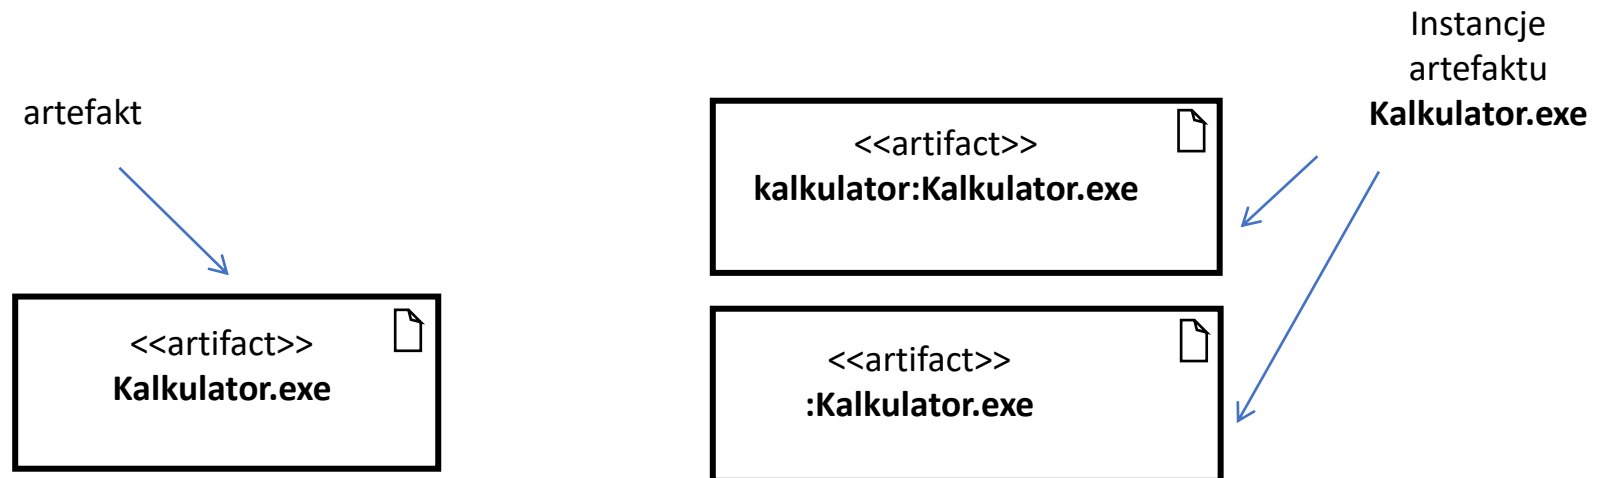 artefakt
<<artifact>>
Kalkulator.exe
<<artifact>>
kalkulator:Kalkulator.exe
<<artifact>>
:Kalkulator.exe
Instancje
artefaktu
Kalkulator.exe